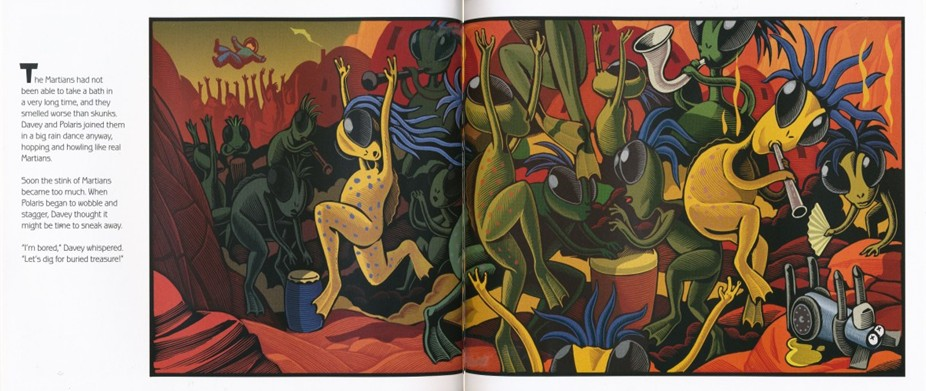 The Martians had not
been able to take a bath in
a very long time, and they
smelled worse than skunks.
Davey and Polaris joined them
in a big rain dance anyway,
hopping and howling like real
Martians.
Soon the stink of Martians
became too much. When
Polaris began to wobble and
stagger, Davey thought it
might be time to sneak away.
"I'm bored," Davey whispered.
"Let's dig for buried treasure!"